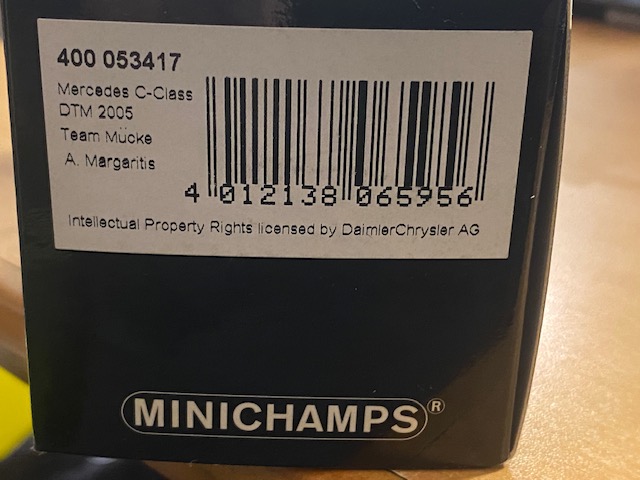 400 053417
Mercedes C-Class
DTM 2005
Team Mücke
A. Margaritis
4 012138 065956
Intellectual Property Rights licensed by DaimlerChrysler AG
MINICHAMPS®